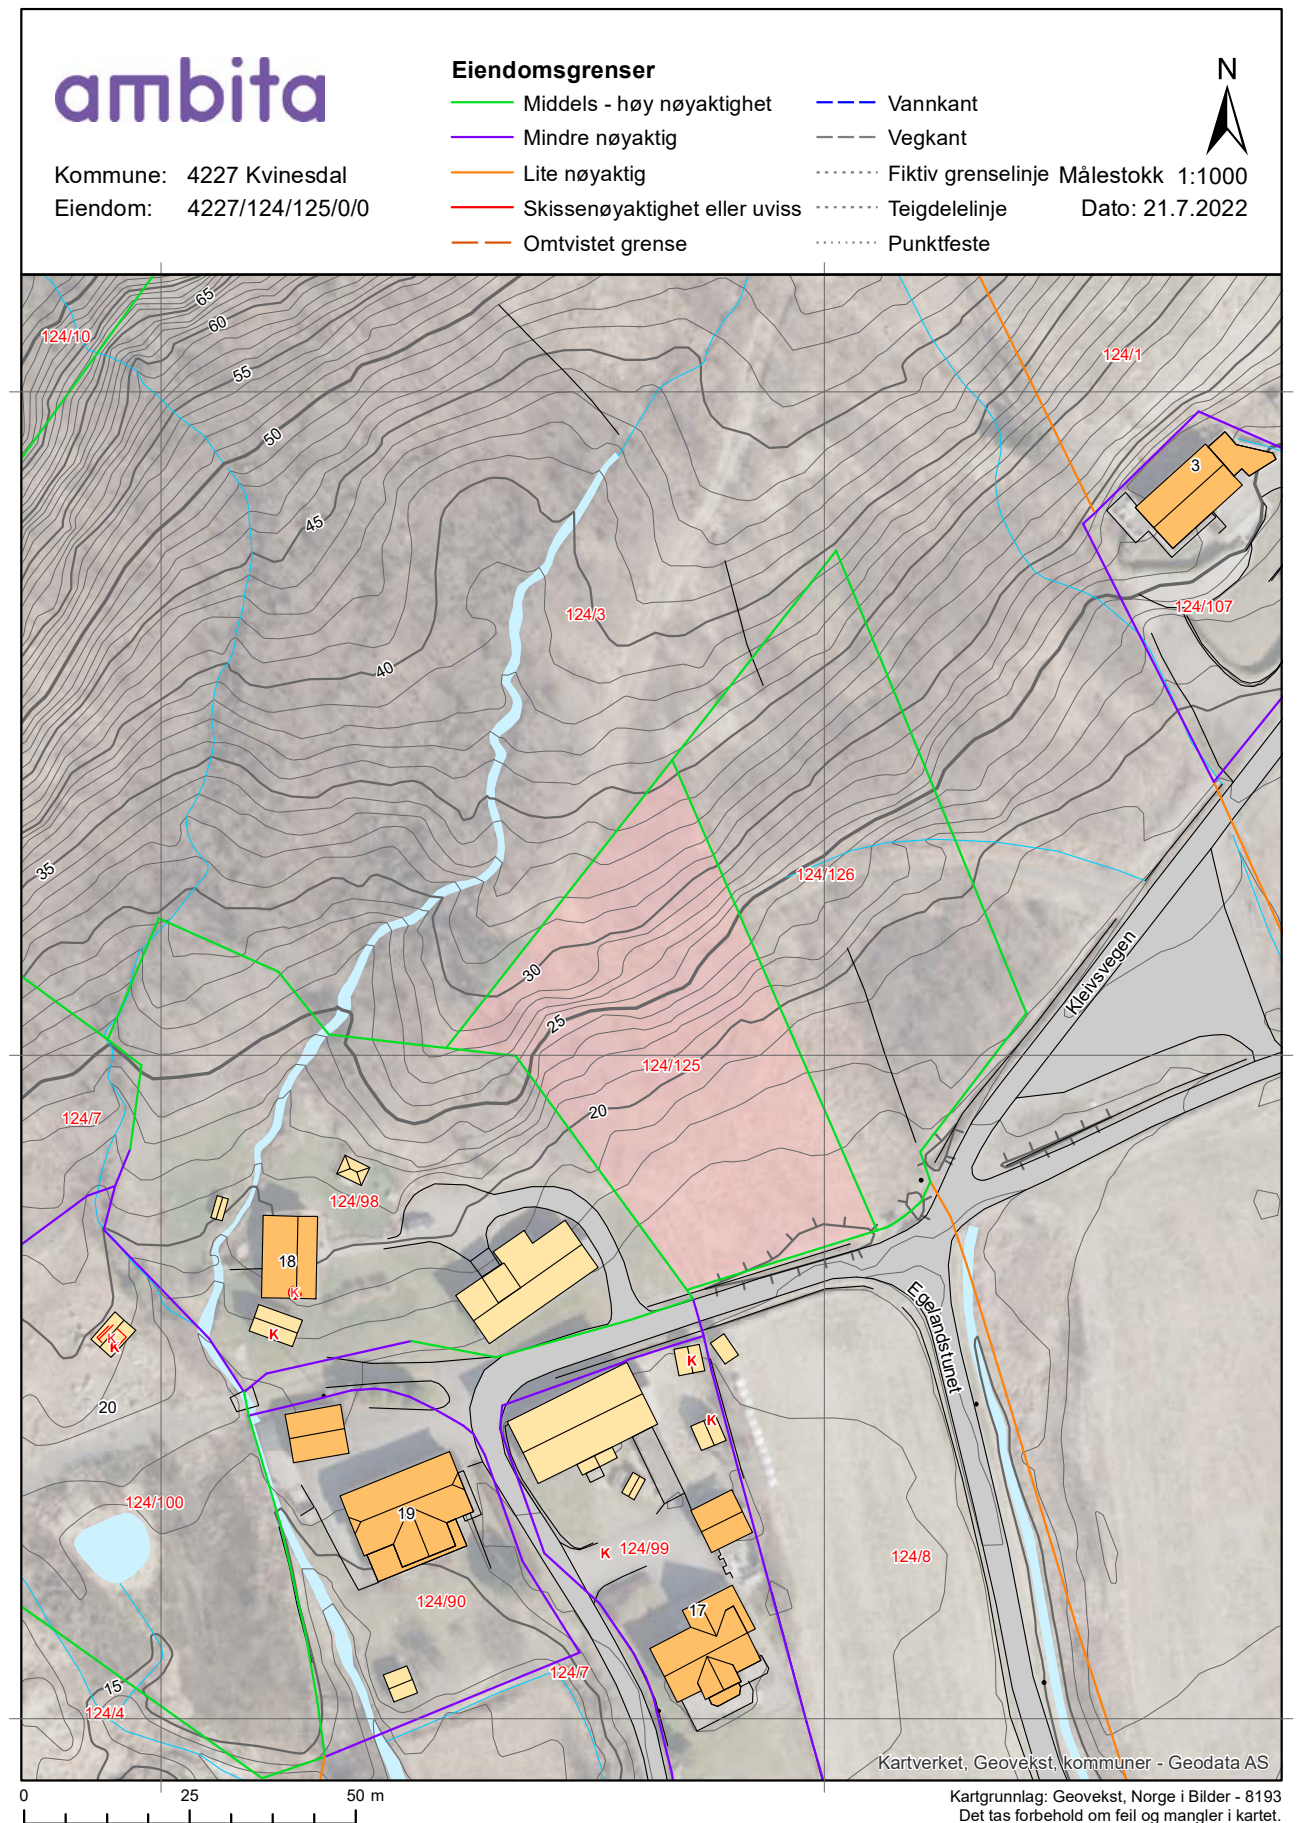 ambita
Kommune: 4227 Kvinesdal
Eiendom: 4227/124/125/0/0
Eiendomsgrenser
Middels - høy nøyaktighet
Mindre nøyaktig
Lite nøyaktig
Skissenøyaktighet eller uviss
Omtvistet grense
Vannkant
Vegkant
Fiktiv grenselinje
Teigdelelinje
Punktfeste
N
Målestokk 1:1000
Dato: 21.7.2022
65
60
124/10
124/1
55
50
3
45
124/3
124/107
40
35
124/126
Kleivsvegen
30
25
124/125
20
124/7
124/98
18
K
K
K
K
Egelandstunet
K
20
K
124/100
19
K
124/99
124/8
124/90
17
124/7
15
124/4
Kartverket, Geovekst, kommuner - Geodata AS
0 25 50 m
Kartgrunnlag: Geovekst, Norge i Bilder - 8193
Det tas forbehold om feil og mangler i kartet.